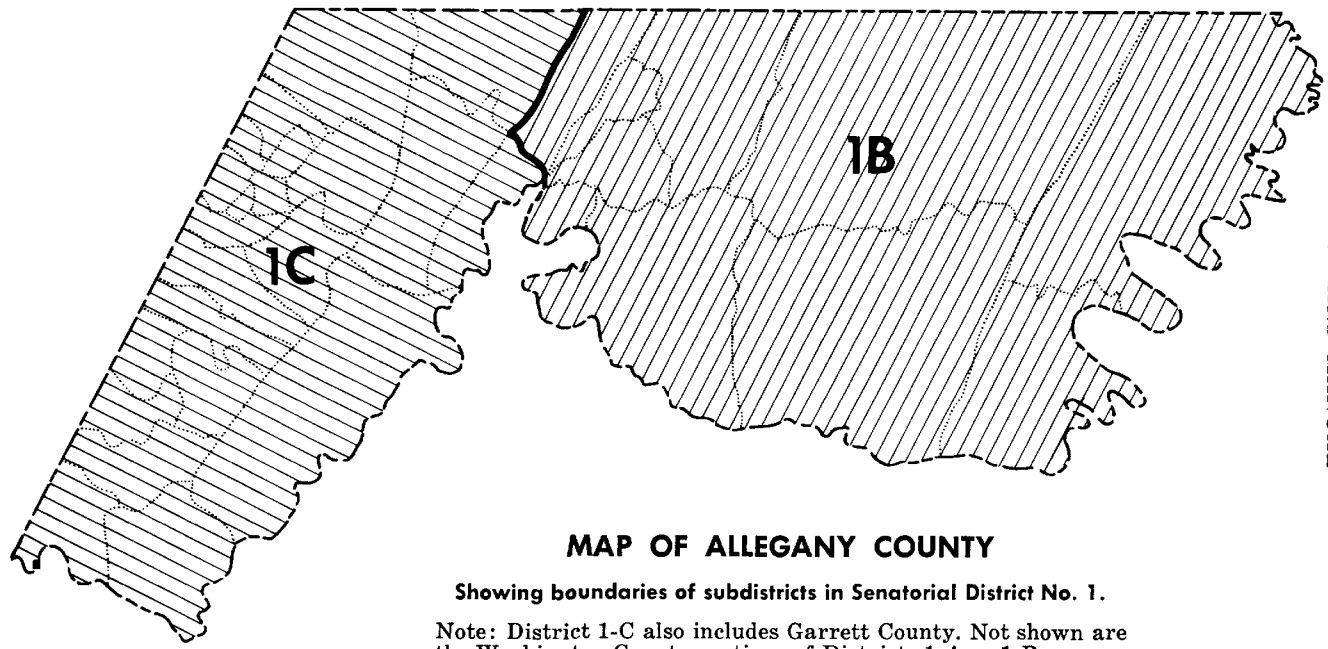 1B
1C
MAP OF ALLEGANY COUNTY
Showing boundaries of subdistricts in Senatorial District No. 1.
Note: District 1-C also includes Garrett County. Not shown are